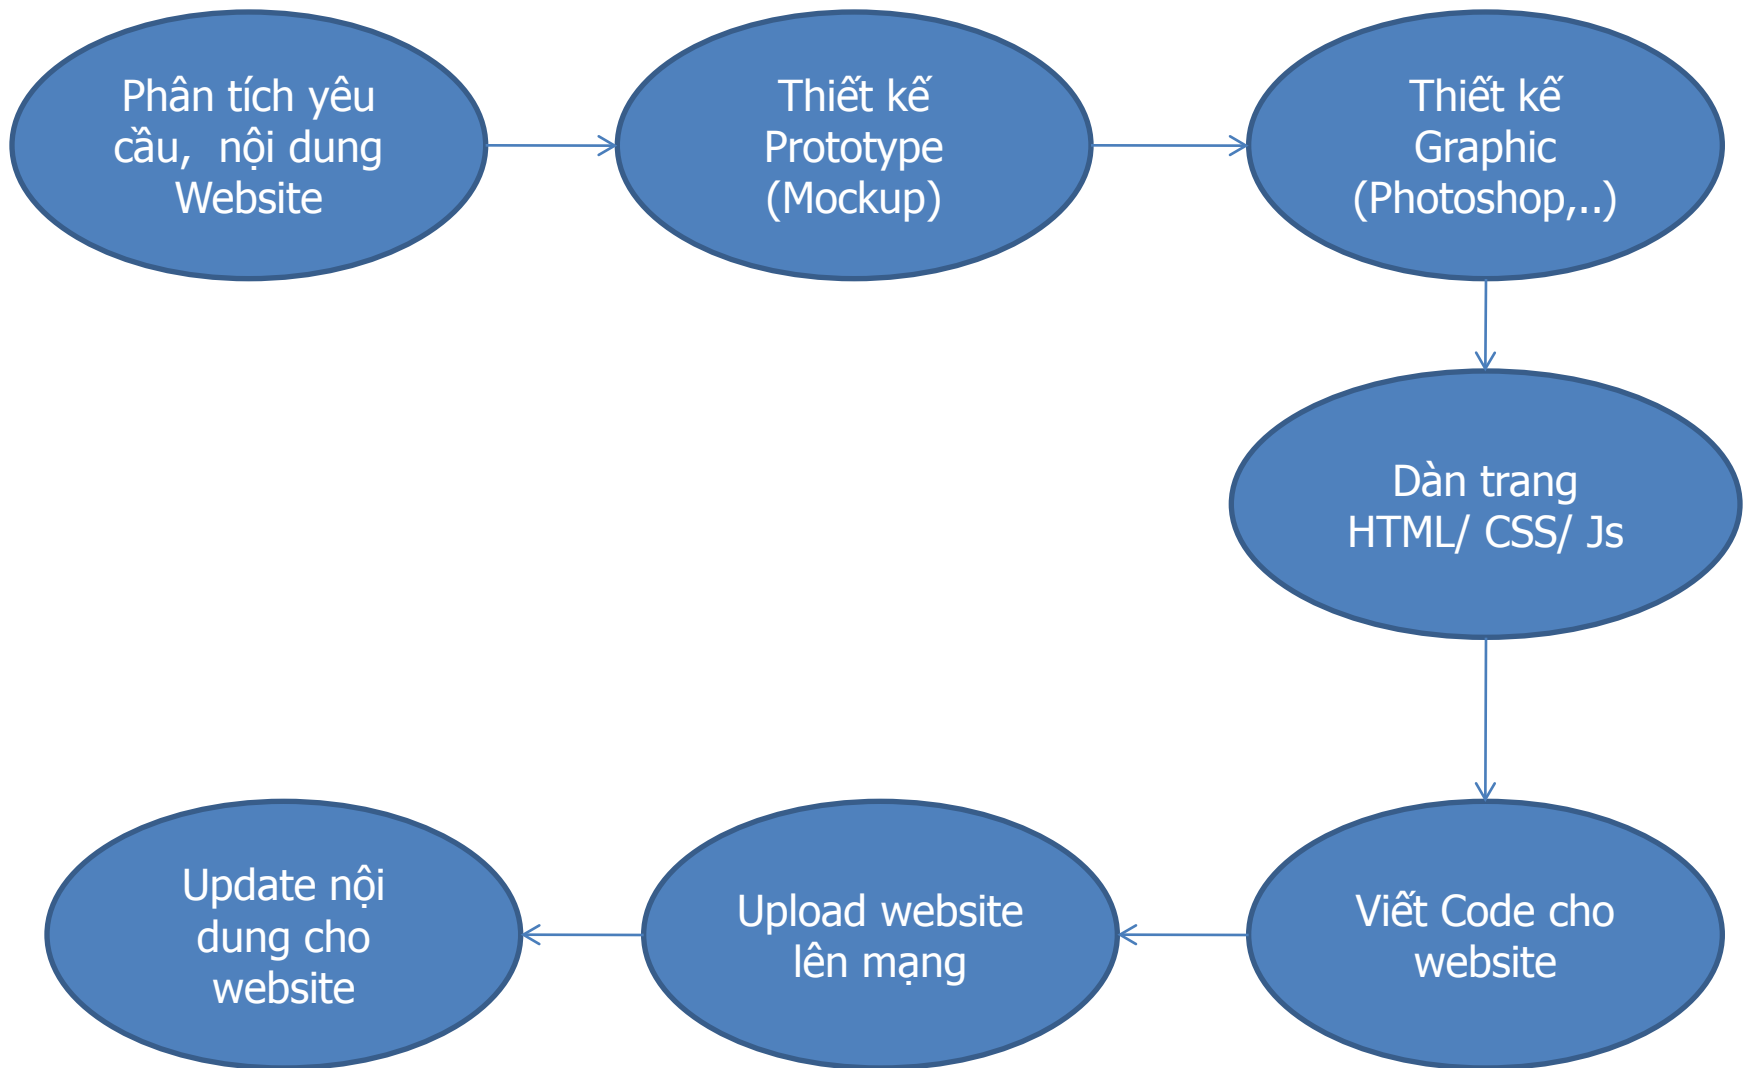 Phân tích yêu
cầu, nội dung
Website
Thiết kế
Prototype
(Mockup)
Thiết kế
Graphic
(Photoshop,..)
Dàn trang
HTML/ CSS/ Js
Viết Code cho
website
Upload website
lên mạng
Update nội
dung cho
website